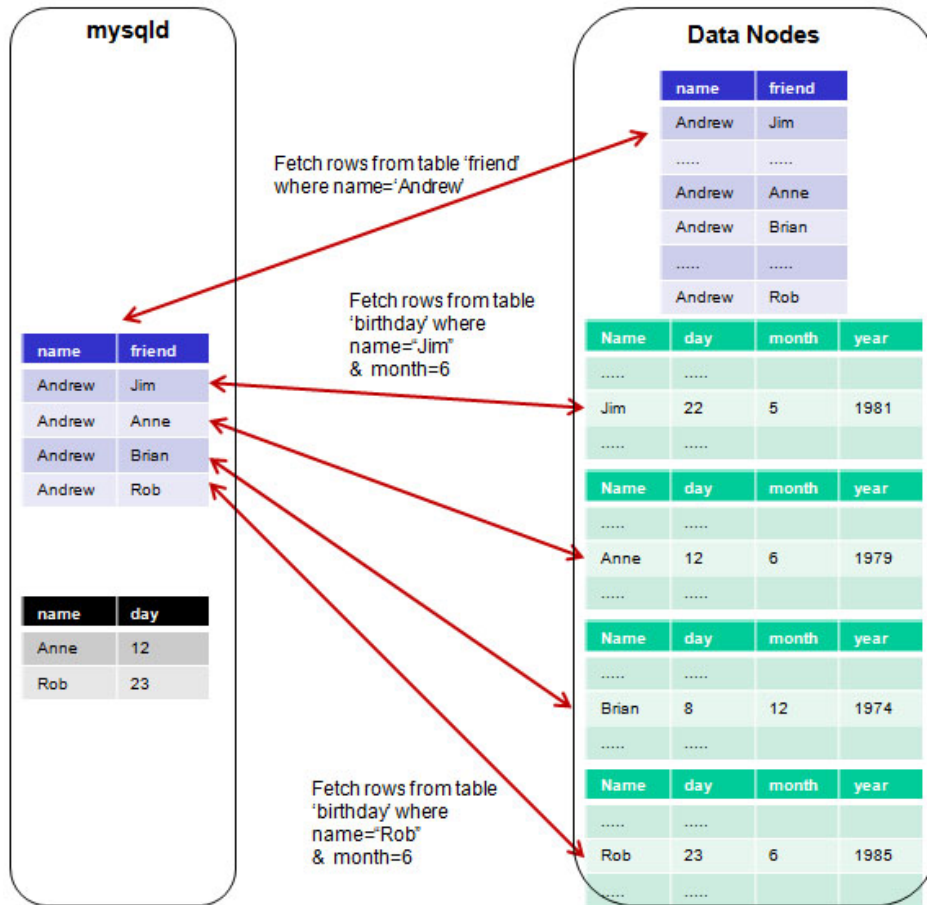 mysqld
Data Nodes
name friend
Andrew Jim
..... .....
Andrew Anne
Andrew Brian
..... .....
Andrew Rob
Fetch rows from table ‘friend’
where name=‘Andrew’
Fetch rows from table
‘birthday’ where
name=“Jim”
& month=6
name friend
Andrew Jim
Andrew Anne
Andrew Brian
Andrew Rob
Name day month year
..... .....
Jim 22 5 1981
..... .....
Name day month year
..... .....
Anne 12 6 1979
..... .....
name day
Anne 12
Rob 23
Name day month year
..... .....
Brian 8 12 1974
..... .....
Fetch rows from table
‘birthday’ where
name=“Rob”
& month=6
Name day month year
..... .....
Rob 23 6 1985
..... .....